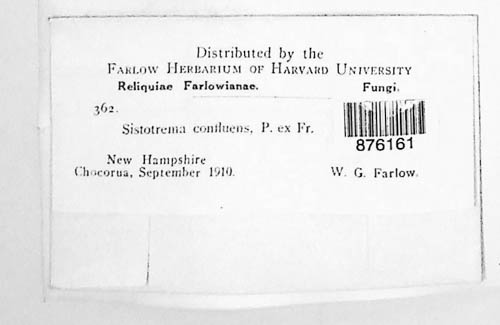 Distributed by the
FARLOW HERBARIUM OF HARVARD UNIVERSITY
Reliquiae Farlowianae. Fungi.
362.
Sistotrema confluens, P. ex Fr.
876161
New Hampshire
Chocorua, September 1910. W. G. Farlow.